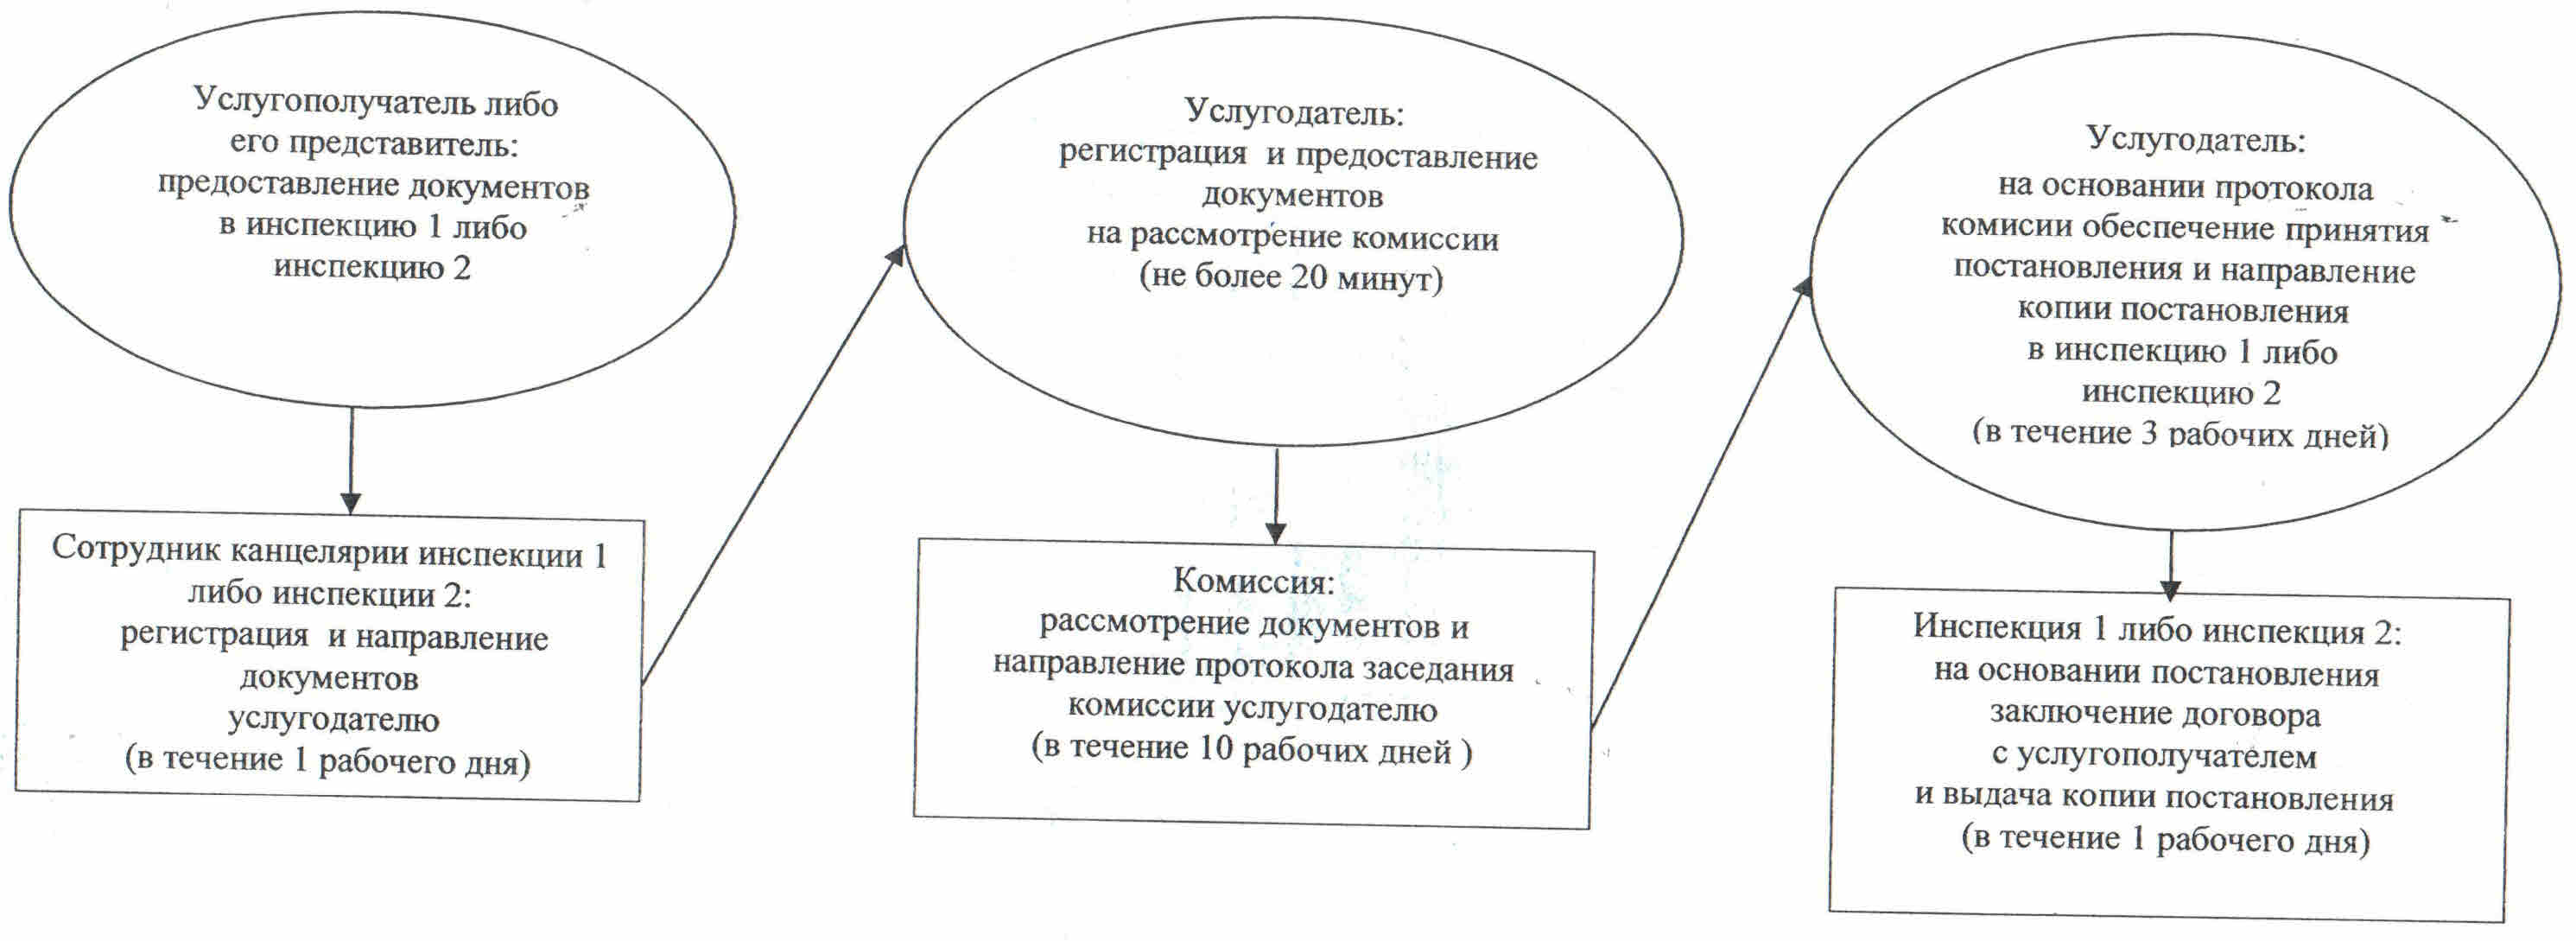 Услугополучатель либо
его представитель:
предоставление документов
в инспекцию 1 либо
инспекцию 2
Сотрудник канцелярии инспекции 1
либо инспекции 2:
регистрация и направление
документов
услугодателю
(в течение 1 рабочего дня)
Услугодатель:
регистрация и предоставление
документов
на рассмотрение комиссии
(не более 20 минут)
Комиссия:
рассмотрение документов и
направление протокола заседания
комиссии услугодателю
(в течение 10 рабочих дней )
Услугодатель:
на основании протокола
комисии обеспечение принятия
постановления и направление
копии постановления
в инспекцию 1 либо
инспекцию 2
(в течение 3 рабочих дней)
Инспекция 1 либо инспекция 2:
на основании постановления
заключение договора
с услугополучателем
и выдача копии постановления
(в течение 1 рабочего дня)